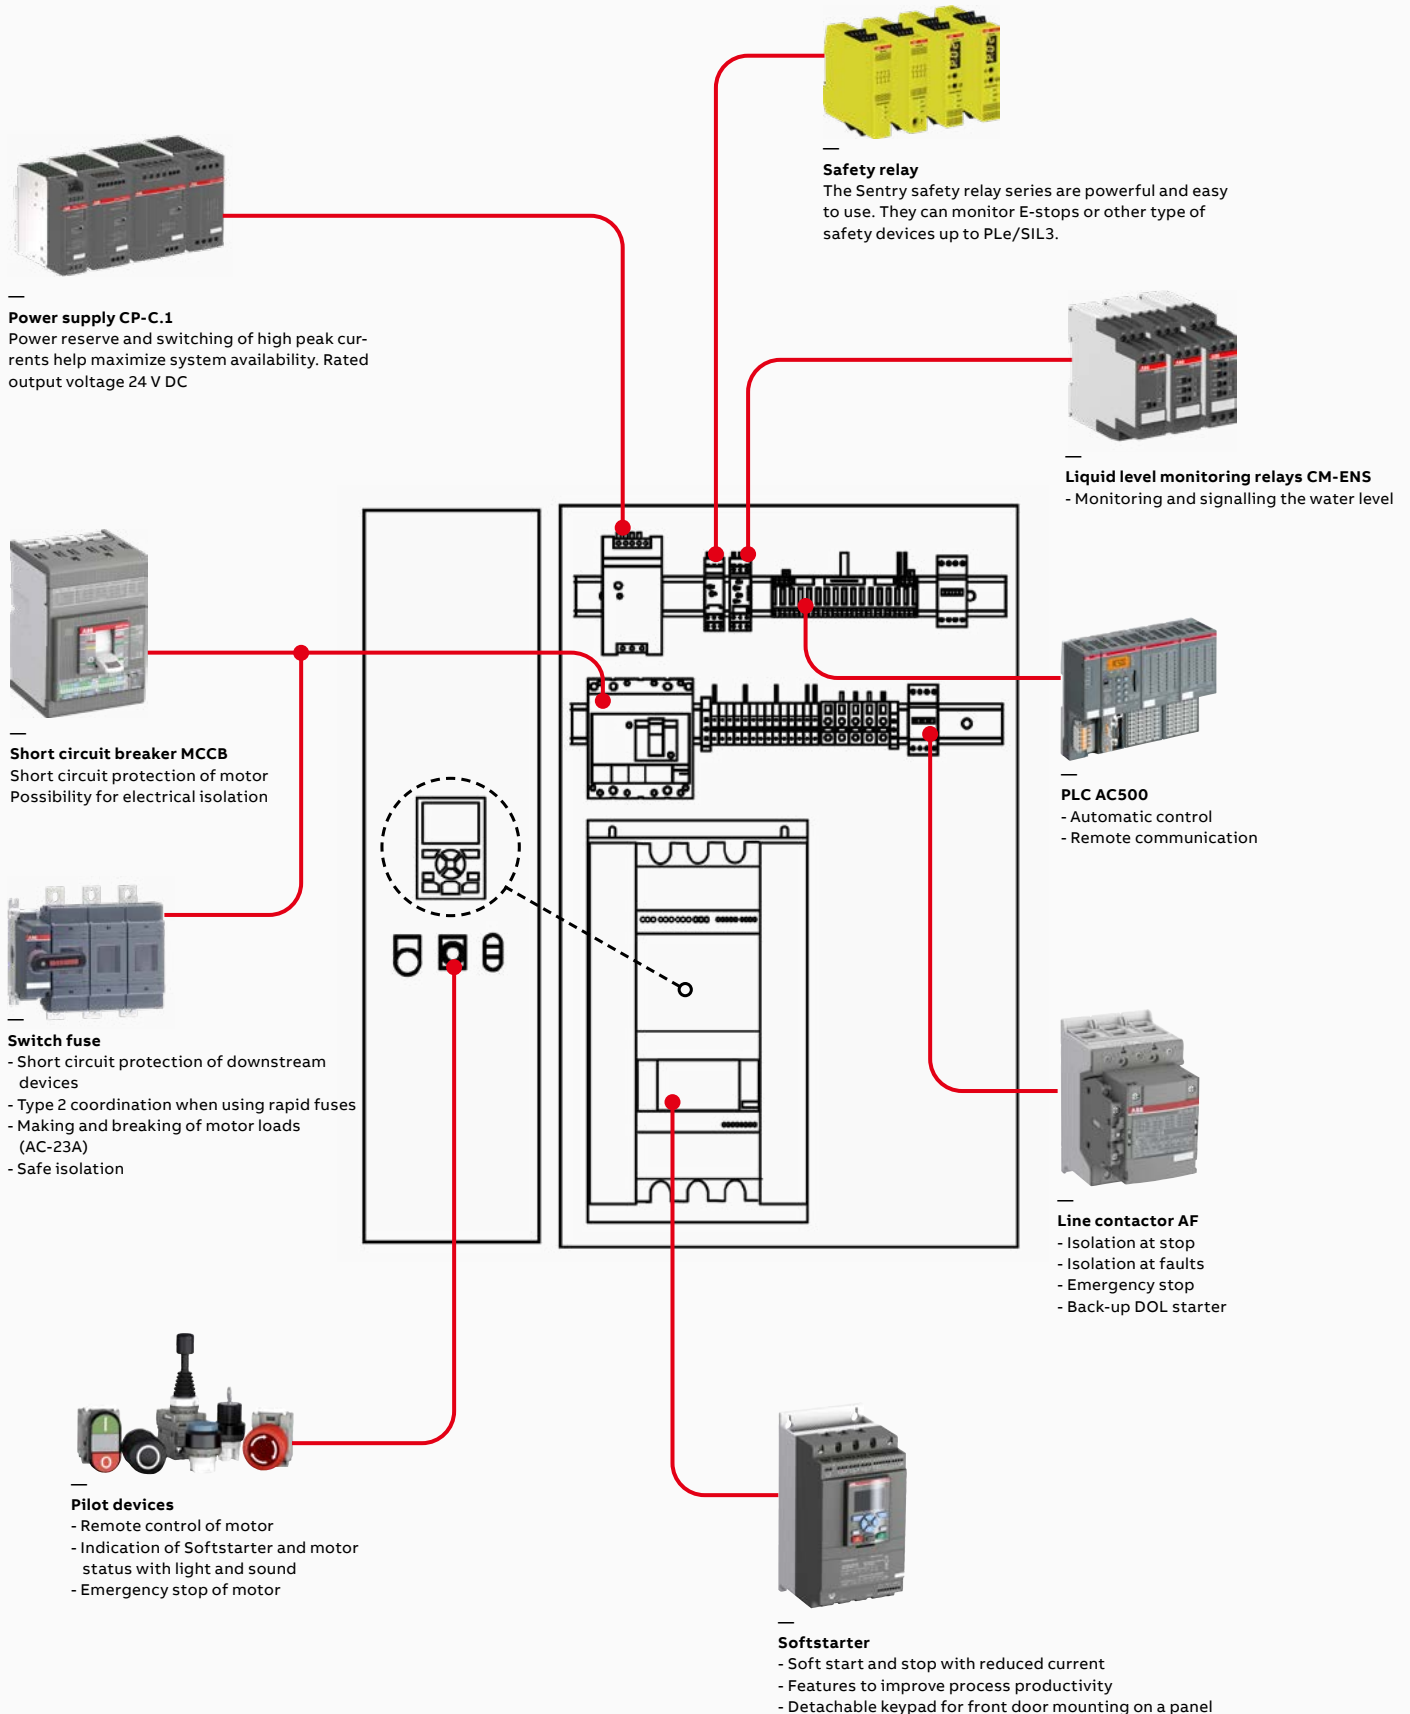 Safety relay
The Sentry safety relay series are powerful and easy
to use. They can monitor E-stops or other type of
safety devices up to PLe/SIL3.
Power supply CP-C.1
Power reserve and switching of high peak cur-
rents help maximize system availability. Rated
output voltage 24 V DC
Liquid level monitoring relays CM-ENS
- Monitoring and signalling the water level
Short circuit breaker MCCB
Short circuit protection of motor
Possibility for electrical isolation
PLC AC500
- Automatic control
- Remote communication
Switch fuse
- Short circuit protection of downstream
devices
- Type 2 coordination when using rapid fuses
- Making and breaking of motor loads
(AC-23A)
- Safe isolation
Line contactor AF
- Isolation at stop
- Isolation at faults
- Emergency stop
- Back-up DOL starter
Pilot devices
- Remote control of motor
- Indication of Softstarter and motor
status with light and sound
- Emergency stop of motor
Softstarter
- Soft start and stop with reduced current
- Features to improve process productivity
- Detachable keypad for front door mounting on a panel